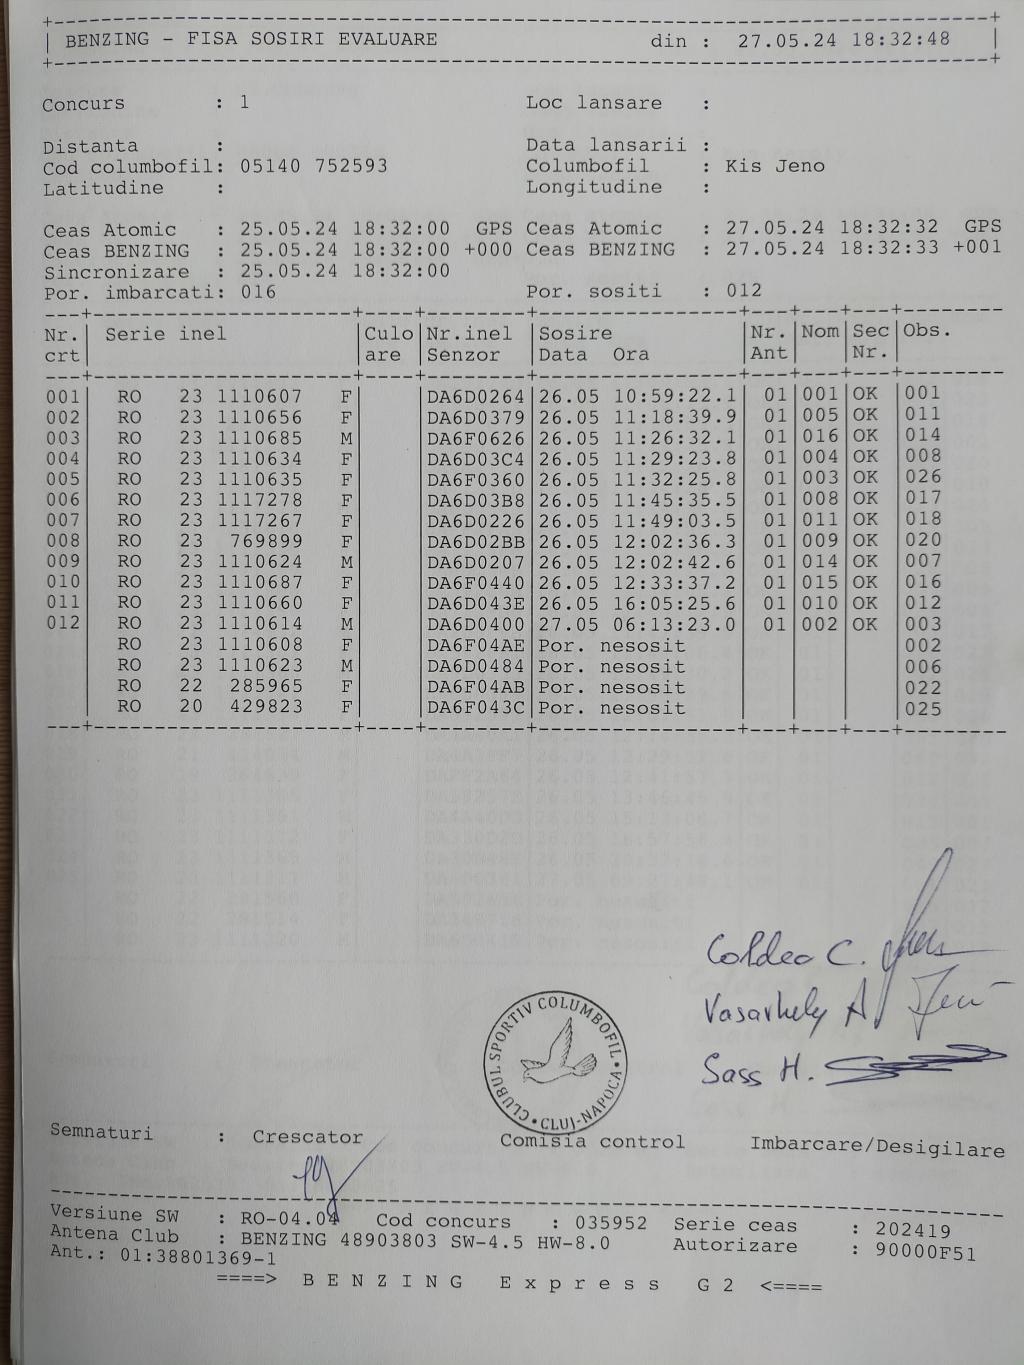 BENZING - FISA SOSIRI EVALUARE din : 27.05.24 18:32:48
Concurs : 1 Loc lansare :
Distanta : Data lansarii :
Cod columbofil: 05140 752593 Columbofil : Kis Jeno
Latitudine : Longitudine :
Ceas Atomic : 25.05.24 18:32:00 GPS Ceas Atomic : 27.05.24 18:32:32 GPS
Ceas BENZING : 25.05.24 18:32:00 +000 Ceas BENZING : 27.05.24 18:32:33 +001
Sincronizare : 25.05.24 18:32:00
Por. imbarcati: 016 Por. sositi : 012
Nr. Serie inel Culo Nr.inel Sosire Nr. Nom Sec Obs.
crt are Senzor Data Ora Ant Nr.
001 RO 23 1110607 F DA6D0264 26.05 10:59:22.1 01 001 OK 001
002 RO 23 1110656 F DA6D0379 26.05 11:18:39.9 01 005 OK 011
003 RO 23 1110685 M DA6F0626 26.05 11:26:32.1 01 016 OK 014
004 RO 23 1110634 F DA6D03C4 26.05 11:29:23.8 01 004 OK 008
005 RO 23 1110635 F DA6F0360 26.05 11:32:25.8 01 003 OK 026
006 RO 23 1117278 F DA6D03B8 26.05 11:45:35.5 01 008 OK 017
007 RO 23 1117267 F DA6D0226 26.05 11:49:03.5 01 011 OK 018
008 RO 23 769899 F DA6D02BB 26.05 12:02:36.3 01 009 OK 020
009 RO 23 1110624 M DA6D0207 26.05 12:02:42.6 01 014 OK 007
010 RO 23 1110687 F DA6F0440 26.05 12:33:37.2 01 015 OK 016
011 RO 23 1110660 F DA6D043E 26.05 16:05:25.6 01 010 OK 012
012 RO 23 1110614 M DA6D0400 27.05 06:13:23.0 01 002 OK 003
RO 23 1110608 F DA6F04AE Por. nesosit 002
RO 23 1110623 M DA6D0484 Por. nesosit 006
RO 22 285965 F DA6F04AB Por. nesosit 022
RO 20 429823 F DA6F043C Por. nesosit 025
Coldea C.
Vasarhely A
Sass H.
CLUBUL SPORTIV COLUMBOFIL • CLUJ-NAPOCA •
Semnaturi : Crescator Comisia control Imbarcare/Desigilare
Versiune SW : RO-04.04 Cod concurs : 035952 Serie ceas : 202419
Antena Club : BENZING 48903803 SW-4.5 HW-8.0 Autorizare : 90000F51
Ant.: 01:38801369-1
====> B E N Z I N G E x p r e s s G 2 <====